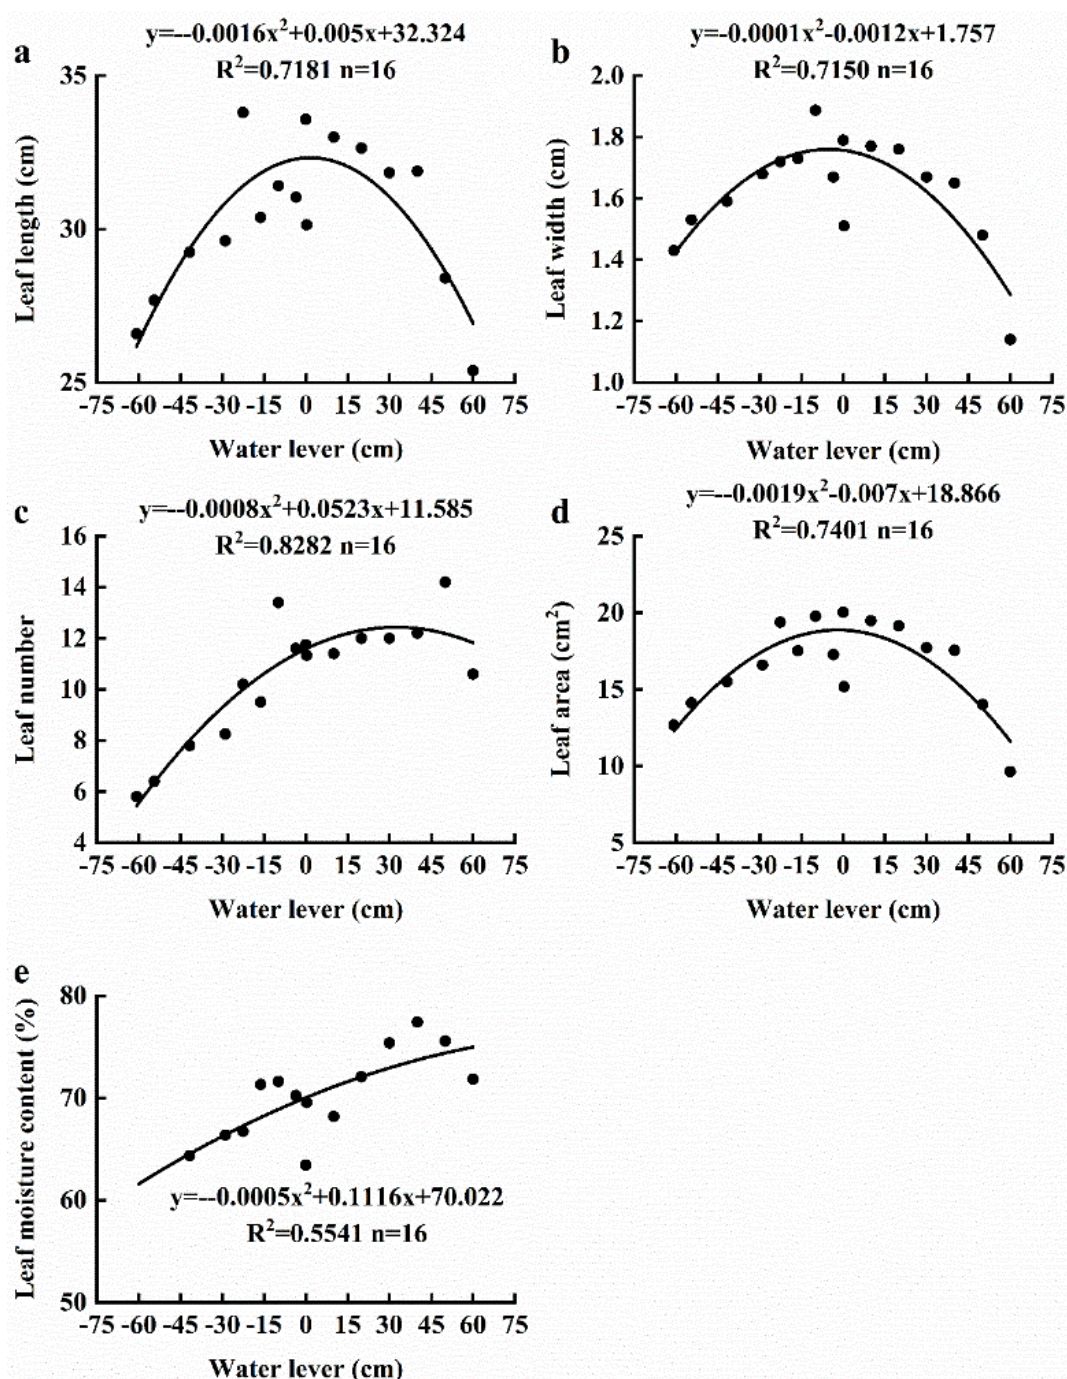 a
y=--0.0016x²+0.005x+32.324
R²=0.7181 n=16
Leaf length (cm)
35
30
25
-75 -60 -45 -30 -15 0 15 30 45 60 75
Water lever (cm)
b
y=-0.0001x²-0.0012x+1.757
R²=0.7150 n=16
Leaf width (cm)
2.0
1.8
1.6
1.4
1.2
1.0
-75 -60 -45 -30 -15 0 15 30 45 60 75
Water lever (cm)
c
y=--0.0008x²+0.0523x+11.585
R²=0.8282 n=16
Leaf number
16
14
12
10
8
6
4
-75 -60 -45 -30 -15 0 15 30 45 60 75
Water lever (cm)
d
y=--0.0019x²-0.007x+18.866
R²=0.7401 n=16
Leaf area (cm²)
25
20
15
10
5
-75 -60 -45 -30 -15 0 15 30 45 60 75
Water lever (cm)
e
Leaf moisture content (%)
80
70
60
50
y=--0.0005x²+0.1116x+70.022
R²=0.5541 n=16
-75 -60 -45 -30 -15 0 15 30 45 60 75
Water lever (cm)